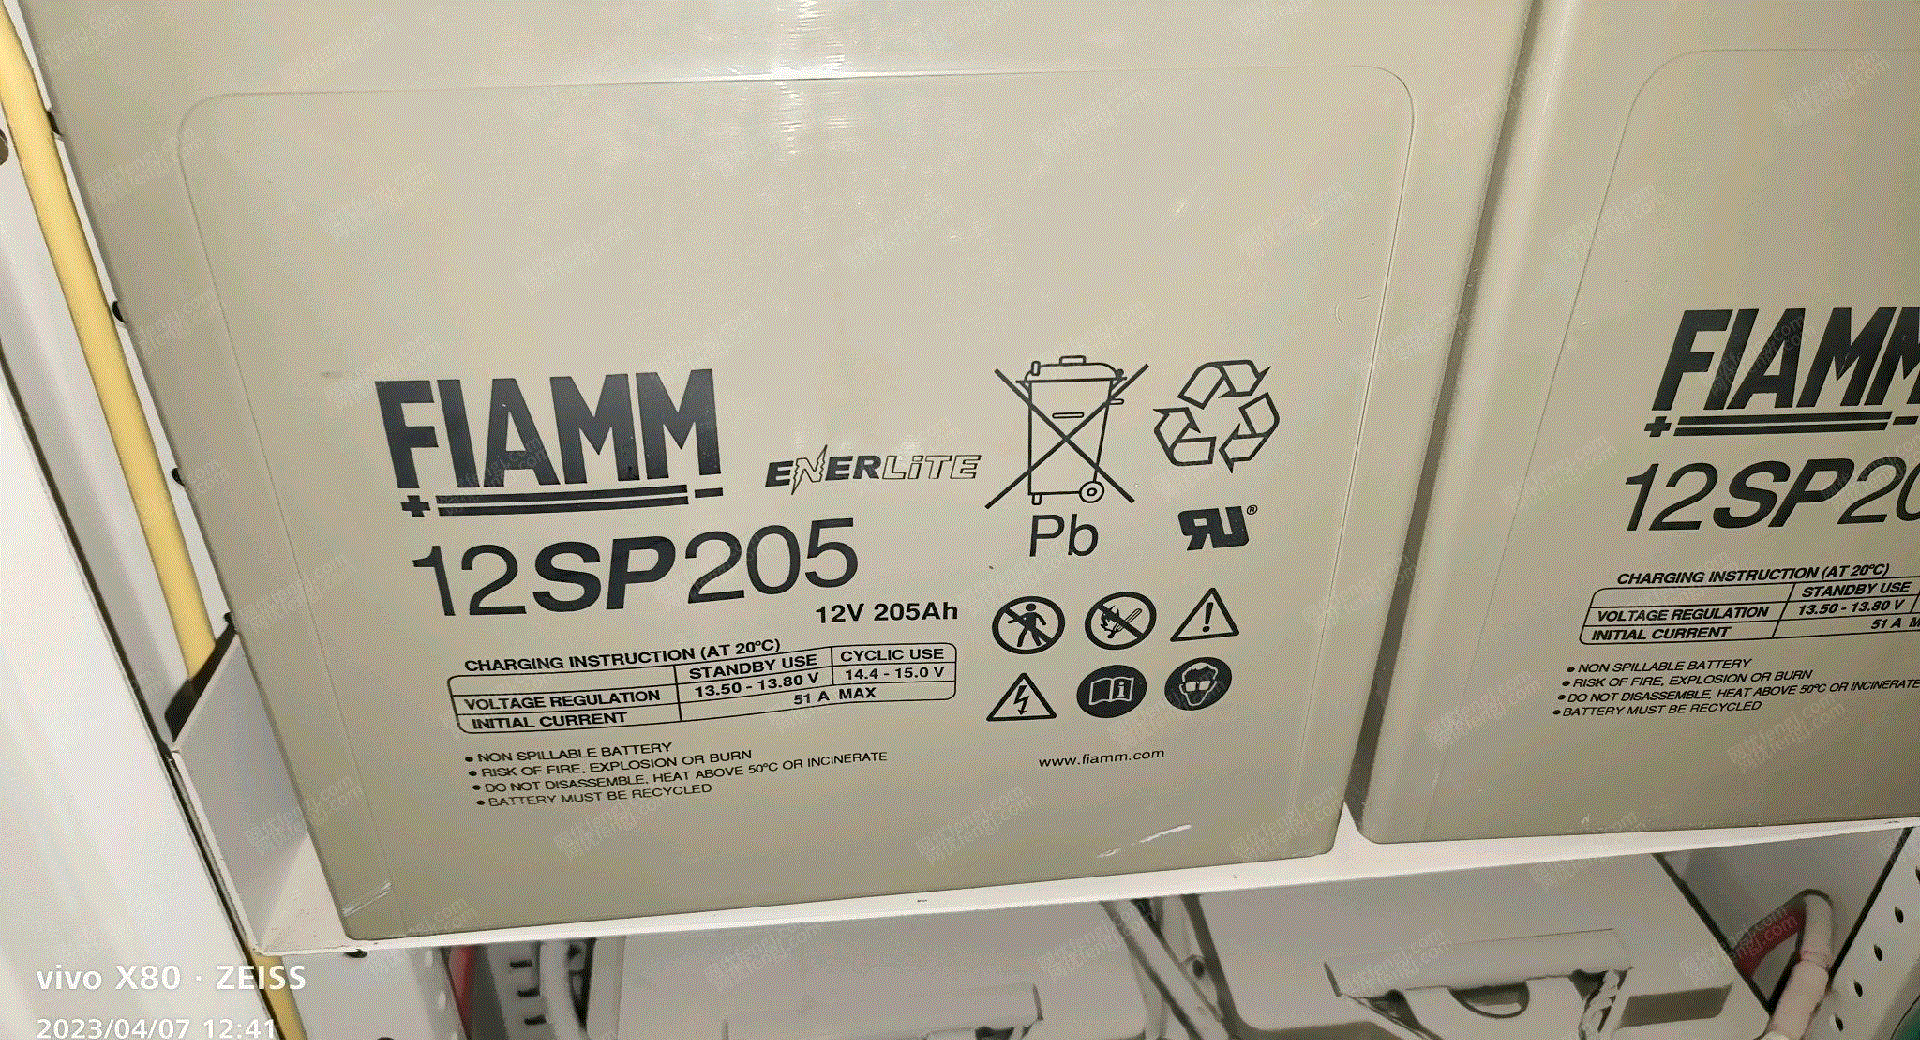 FIAMM
ENERLiTE
12SP205
12V 205Ah
Pb
CHARGING INSTRUCTION (AT 20°C)
STANDBY USE CYCLIC USE
VOLTAGE REGULATION 13.50 - 13.80 V 14.4 - 15.0 V
INITIAL CURRENT 51 A MAX
• NON SPILLABLE BATTERY
• RISK OF FIRE, EXPLOSION OR BURN
• DO NOT DISASSEMBLE, HEAT ABOVE 50°C OR INCINERATE
• BATTERY MUST BE RECYCLED
www.fiamm.com
FIAMM
12SP20
CHARGING INSTRUCTION (AT 20°C)
STANDBY USE
VOLTAGE REGULATION 13.50 - 13.80 V
INITIAL CURRENT 51 A M
• NON SPILLABLE BATTERY
• RISK OF FIRE, EXPLOSION OR BURN
• DO NOT DISASSEMBLE, HEAT ABOVE 50°C OR INCINERATE
• BATTERY MUST BE RECYCLED
vivo X80 · ZEISS
2023/04/07 12:41